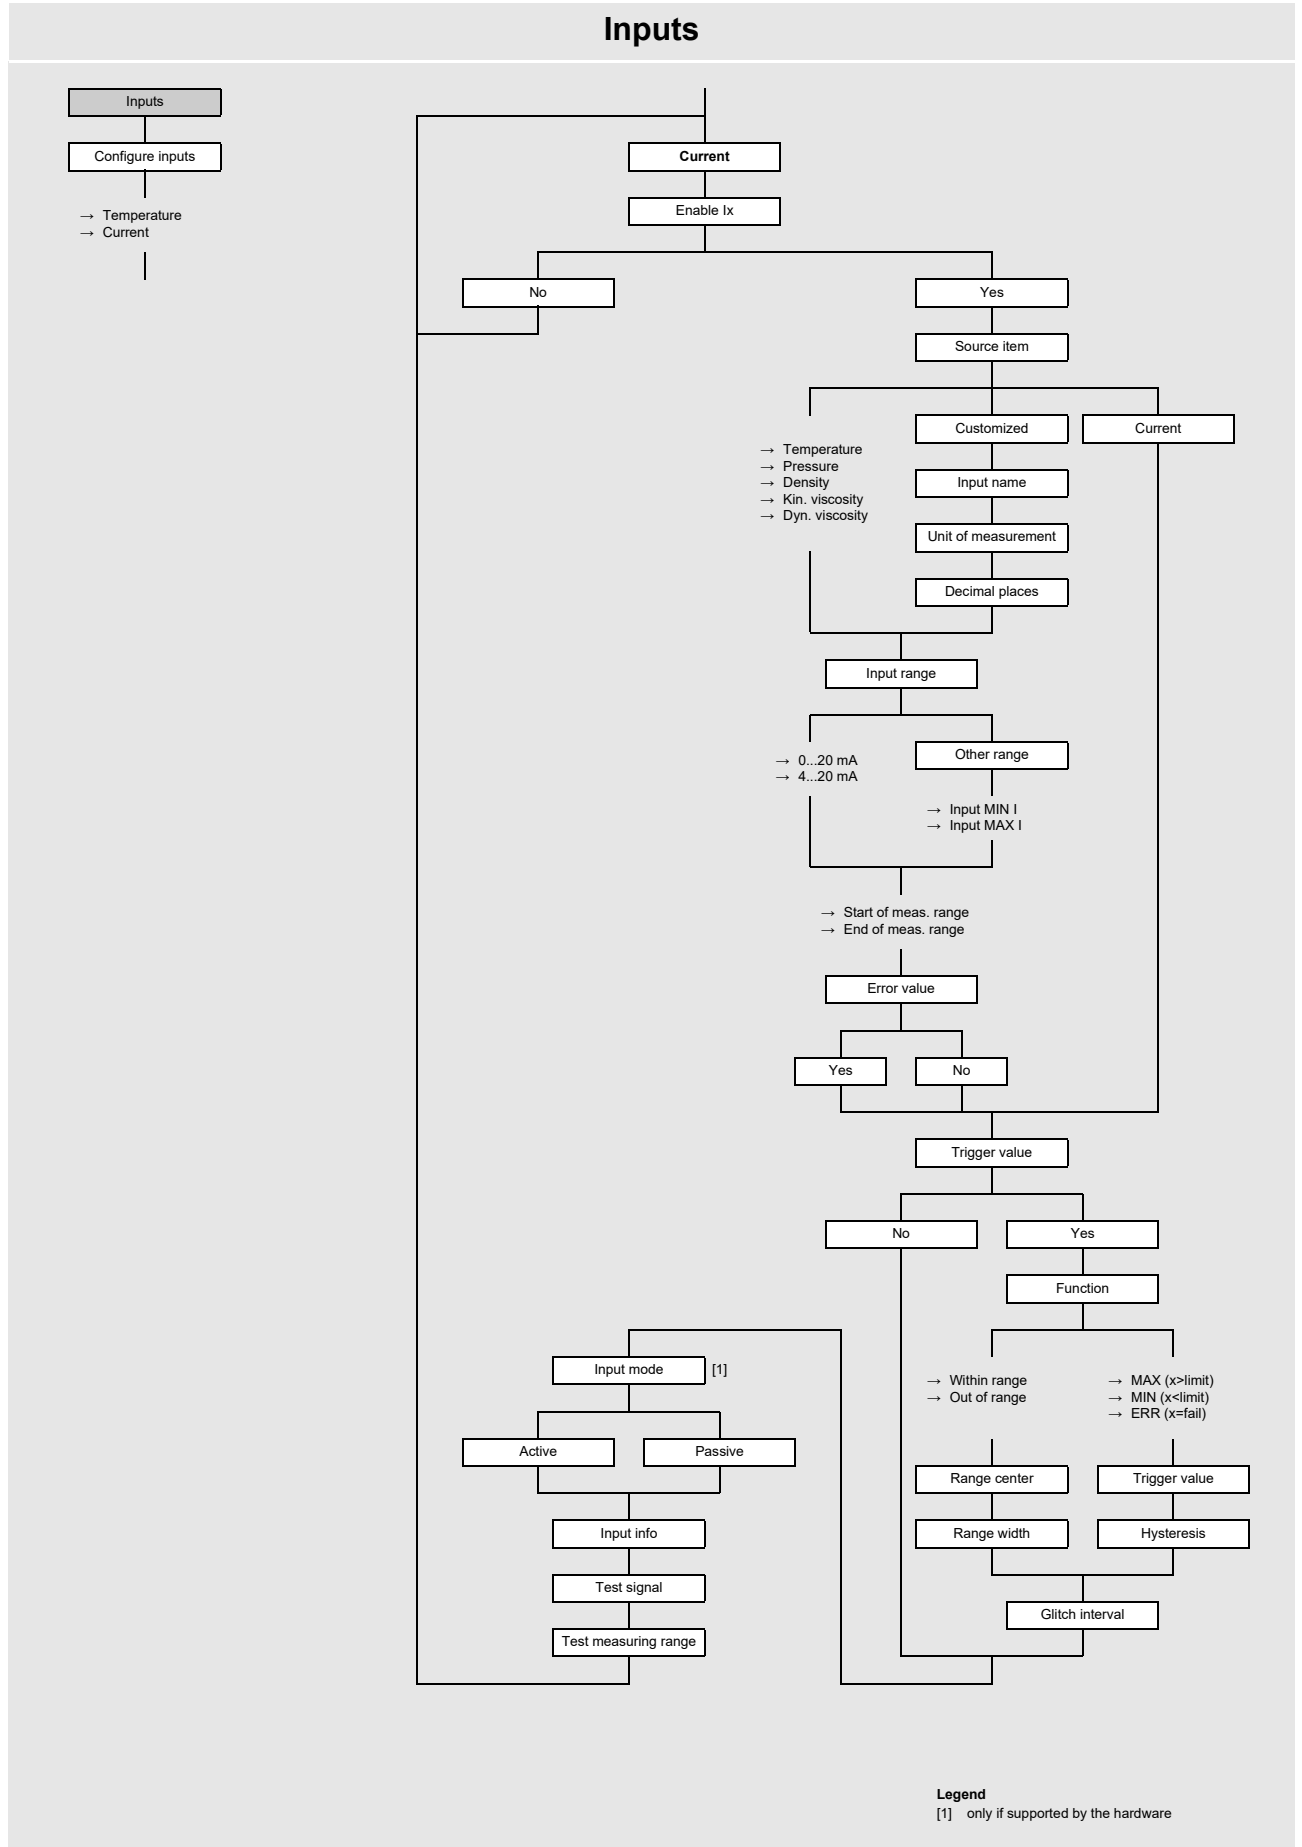 Inputs
Inputs
Configure inputs
→ Temperature
→ Current
Current
Enable Ix
No
Yes
Source item
→ Temperature
→ Pressure
→ Density
→ Kin. viscosity
→ Dyn. viscosity
Customized
Current
Input name
Unit of measurement
Decimal places
Input range
→ 0...20 mA
→ 4...20 mA
Other range
→ Input MIN I
→ Input MAX I
→ Start of meas. range
→ End of meas. range
Error value
Yes
No
Trigger value
No
Yes
Function
→ Within range
→ Out of range
→ MAX (x>limit)
→ MIN (x<limit)
→ ERR (x=fail)
Range center
Trigger value
Range width
Hysteresis
Glitch interval
Input mode [1]
Active
Passive
Input info
Test signal
Test measuring range
Legend
[1] only if supported by the hardware